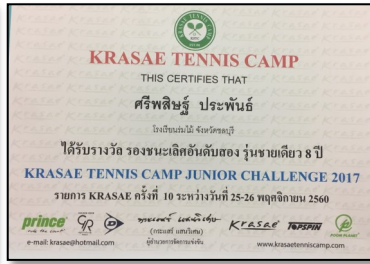 KRASAE TENNIS CAMP
THIS CERTIFIES THAT
ศรีพสิษฐ์ ประพันธ์
โรงเรียนร่มไม้ จังหวัดชลบุรี
ได้รับรางวัล รองชนะเลิศอันดับสอง รุ่นชายเดี่ยว 8 ปี
KRASAE TENNIS CAMP JUNIOR CHALLENGE 2017
รายการ KRASAE ครั้งที่ 10 ระหว่างวันที่ 25-26 พฤศจิกายน 2560
prince Krasae TOPSPIN
(กระแสร์ แสนวิเศษ)
e-mail: krasae@hotmail.com ผู้อำนวยการจัดการแข่งขัน www.krasaetenniscamp.com